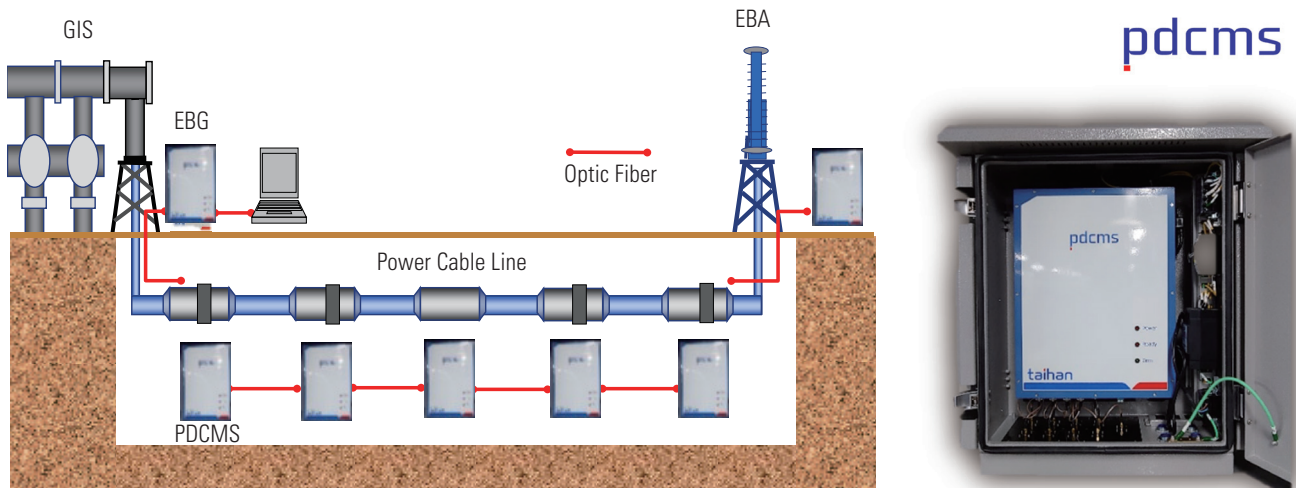 GIS
EBG
EBA
Optic Fiber
Power Cable Line
PDCMS
pdcms
pdcms
taihan